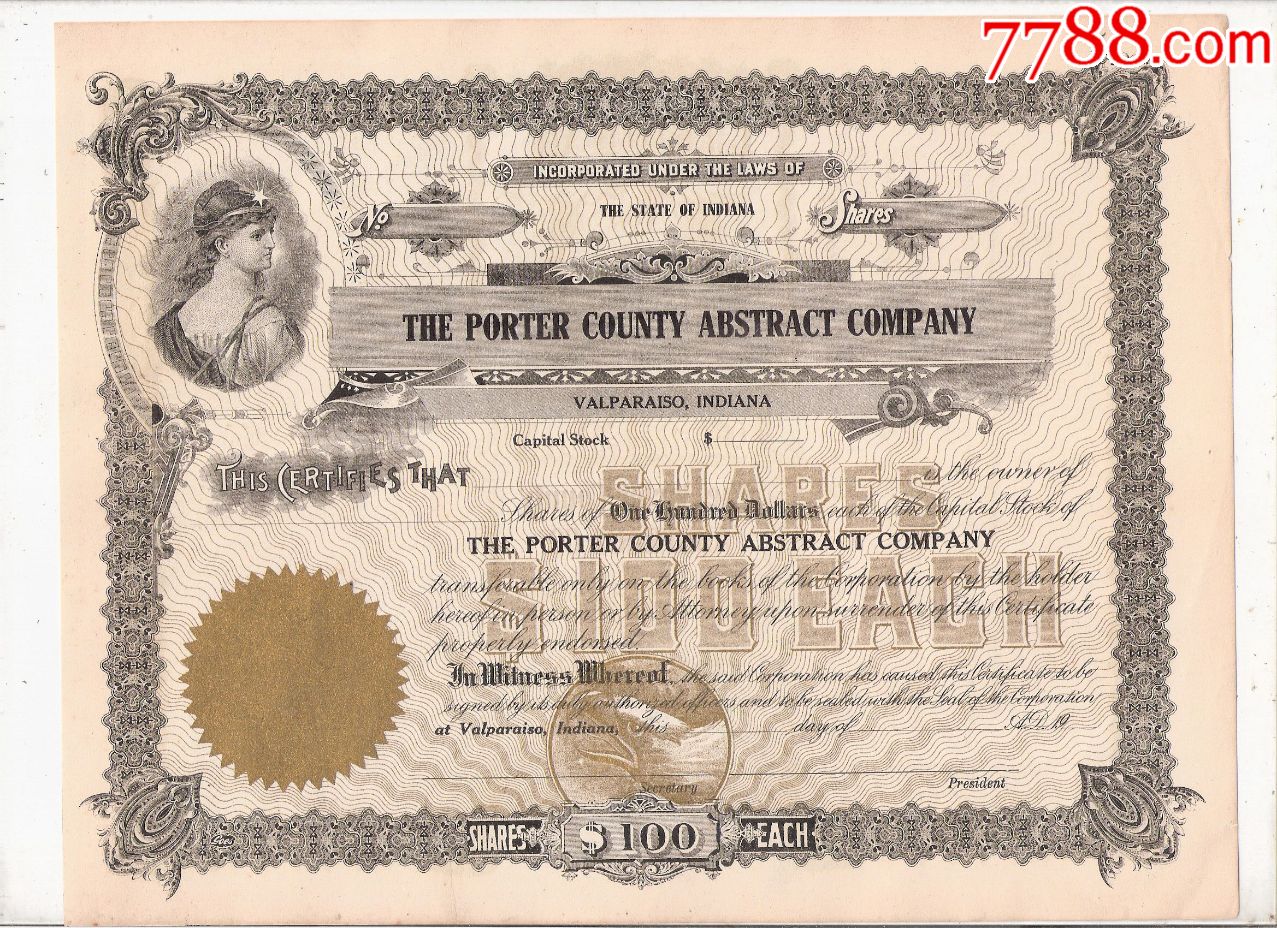 7788.com
INCORPORATED UNDER THE LAWS OF
No.
THE STATE OF INDIANA
Shares
THE PORTER COUNTY ABSTRACT COMPANY
VALPARAISO, INDIANA
Capital Stock $
THIS CERTIFIES THAT
is the owner of
Shares of One Hundred Dollars each of the Capital Stock of
THE PORTER COUNTY ABSTRACT COMPANY
transferable only on the books of the Corporation by the holder
hereof in person or by Attorney upon surrender of this Certificate
properly endorsed.
SHARES
$100 EACH
In Witness Whereof, the said Corporation has caused this Certificate to be
signed by its duly authorized officers and to be sealed with the Seal of the Corporation
at Valparaiso, Indiana, this day of A.D. 19
Secretary
President
SHARES $100 EACH
Goes